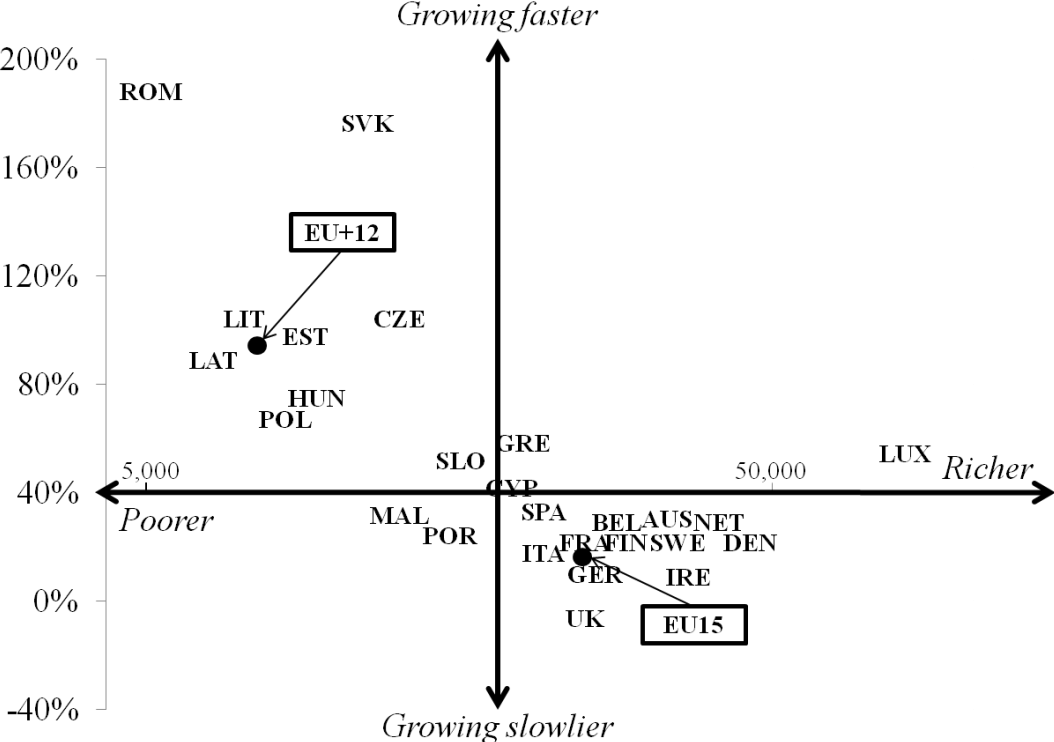 Growing faster
200%
ROM
SVK
160%
EU+12
120%
LIT
CZE
EST
LAT
80%
HUN
POL
GRE
SLO
LUX
5,000
50,000
Richer
40%
CYP
Poorer
MAL
SPA
BEL AUS NET
POR
ITA FRA FIN SWE DEN
GER
IRE
0%
UK
EU15
-40%
Growing slowlier